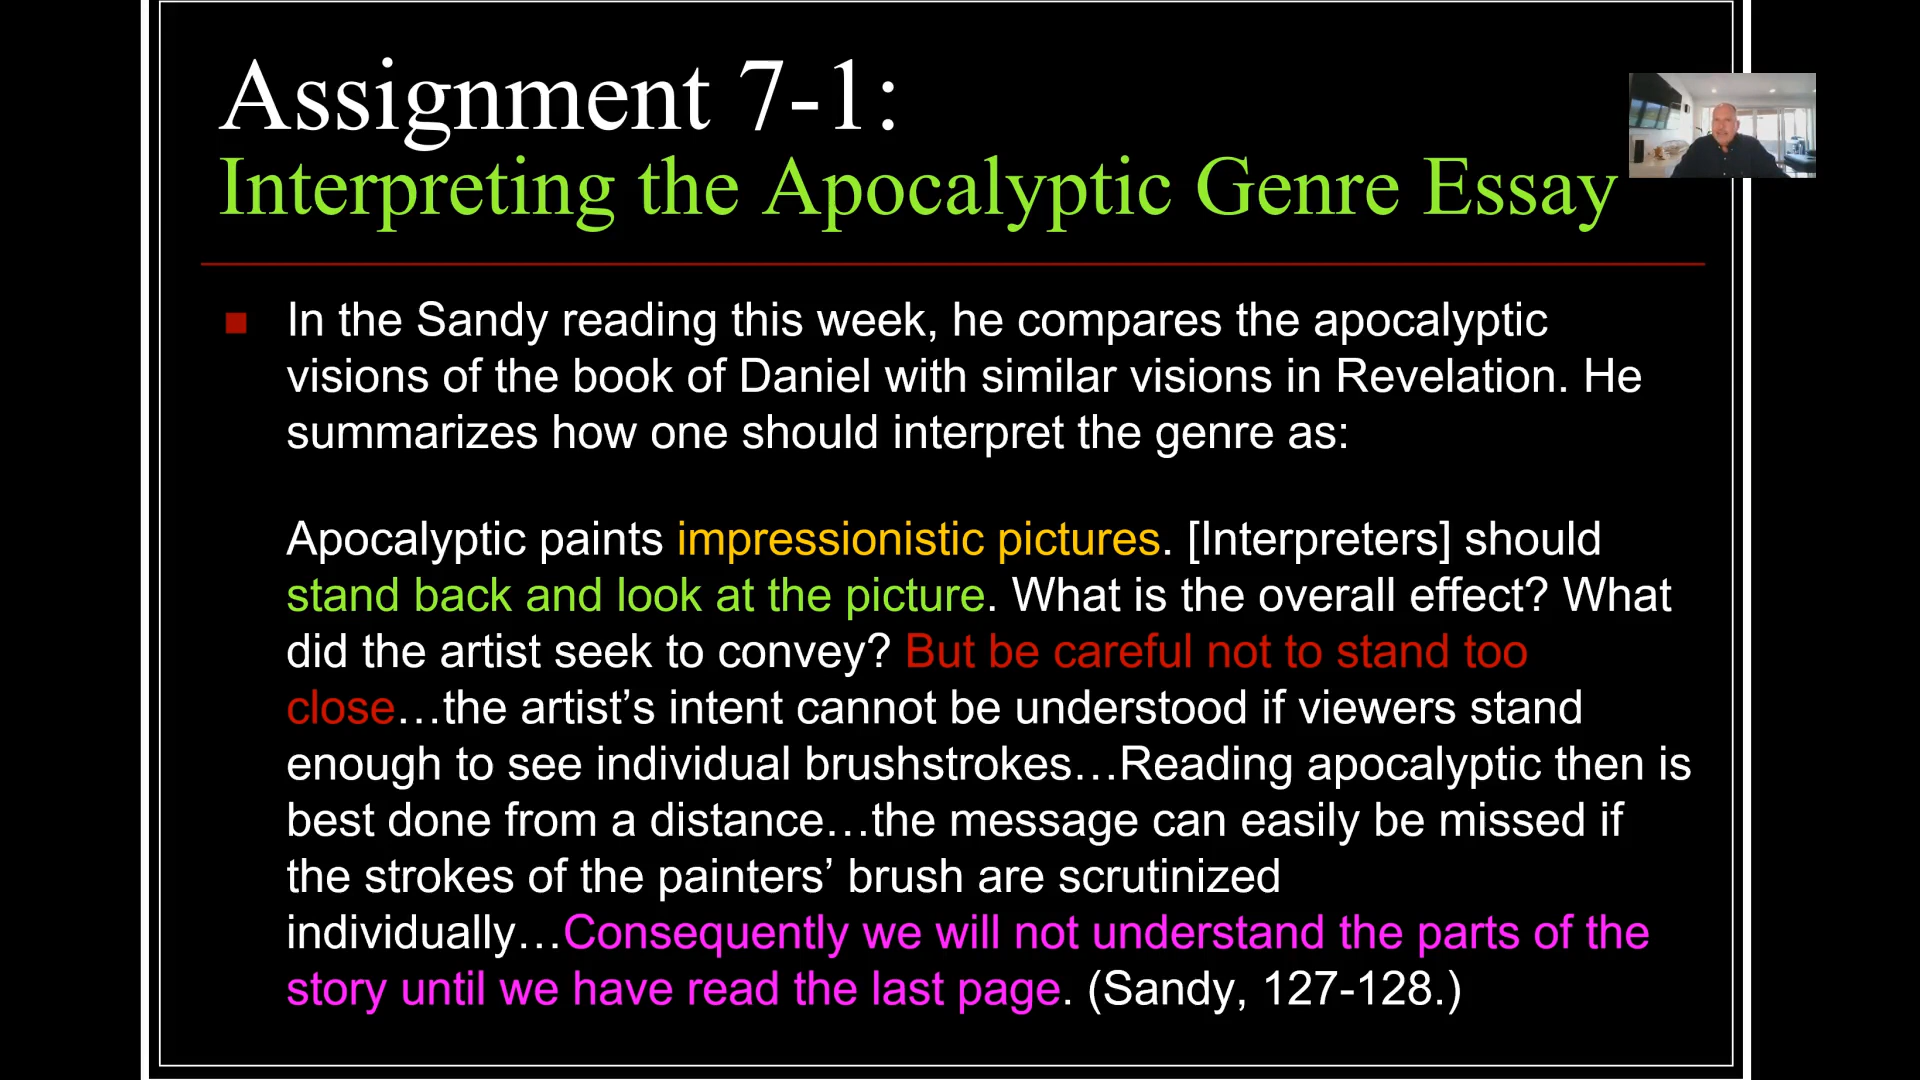 Assignment 7-1:
Interpreting the Apocalyptic Genre Essay
In the Sandy reading this week, he compares the apocalyptic
visions of the book of Daniel with similar visions in Revelation. He
summarizes how one should interpret the genre as:
Apocalyptic paints impressionistic pictures. [Interpreters] should
stand back and look at the picture. What is the overall effect? What
did the artist seek to convey? But be careful not to stand too
close…the artist’s intent cannot be understood if viewers stand
enough to see individual brushstrokes…Reading apocalyptic then is
best done from a distance…the message can easily be missed if
the strokes of the painters’ brush are scrutinized
individually…Consequently we will not understand the parts of the
story until we have read the last page. (Sandy, 127-128.)